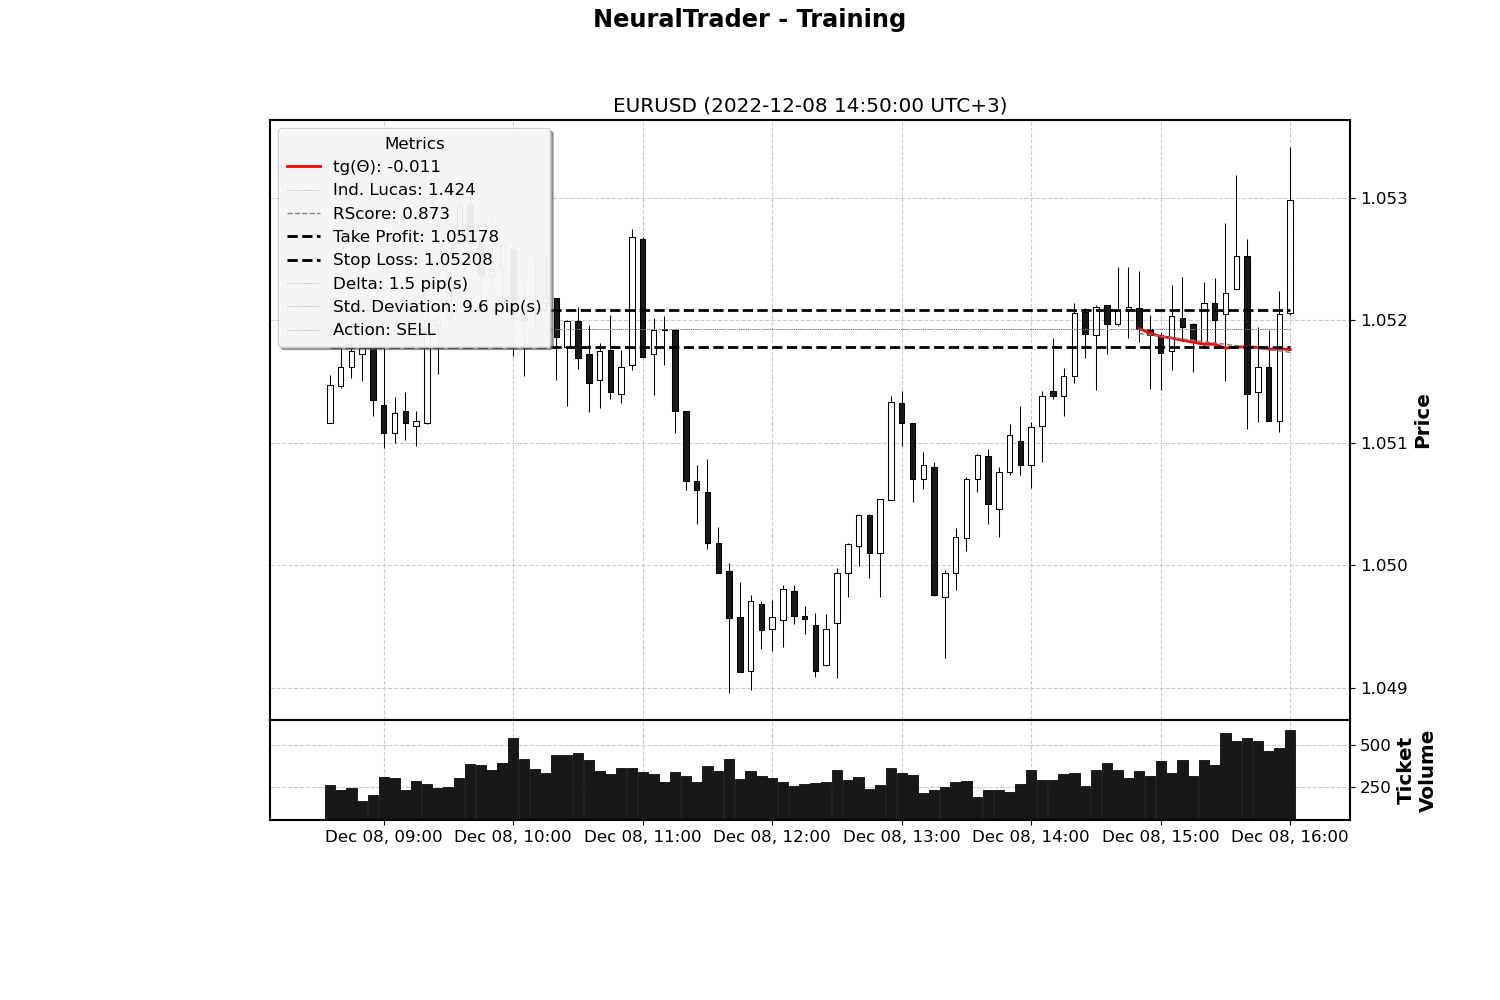 NeuralTrader - Training
EURUSD (2022-12-08 14:50:00 UTC+3)
Metrics
tg(Θ): -0.011
Ind. Lucas: 1.424
RScore: 0.873
Take Profit: 1.05178
Stop Loss: 1.05208
Delta: 1.5 pip(s)
Std. Deviation: 9.6 pip(s)
Action: SELL
1.053
1.052
1.051
1.050
1.049
Price
500
250
Ticket
Volume
Dec 08, 09:00
Dec 08, 10:00
Dec 08, 11:00
Dec 08, 12:00
Dec 08, 13:00
Dec 08, 14:00
Dec 08, 15:00
Dec 08, 16:00